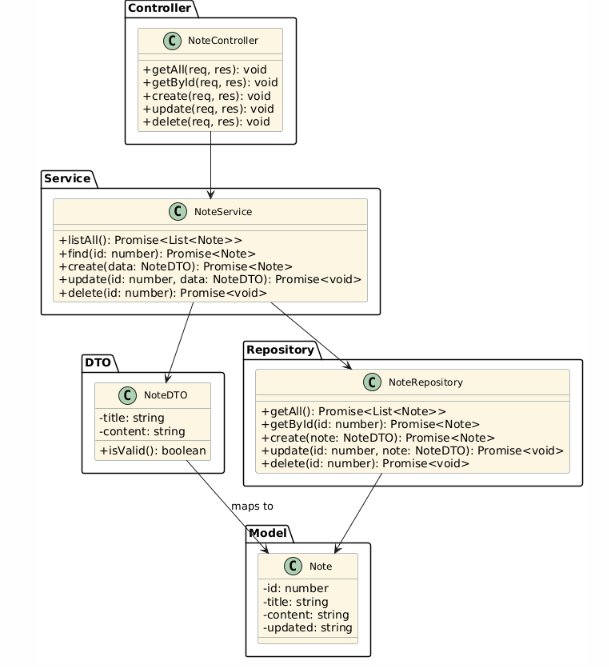 Controller
C NoteController
+getAll(req, res): void
+getById(req, res): void
+create(req, res): void
+update(req, res): void
+delete(req, res): void
Service
C NoteService
+listAll(): Promise<List<Note>>
+find(id: number): Promise<Note>
+create(data: NoteDTO): Promise<Note>
+update(id: number, data: NoteDTO): Promise<void>
+delete(id: number): Promise<void>
DTO
C NoteDTO
-title: string
-content: string
+isValid(): boolean
Repository
C NoteRepository
+getAll(): Promise<List<Note>>
+getById(id: number): Promise<Note>
+create(note: NoteDTO): Promise<Note>
+update(id: number, note: NoteDTO): Promise<void>
+delete(id: number): Promise<void>
maps to
Model
C Note
-id: number
-title: string
-content: string
-updated: string